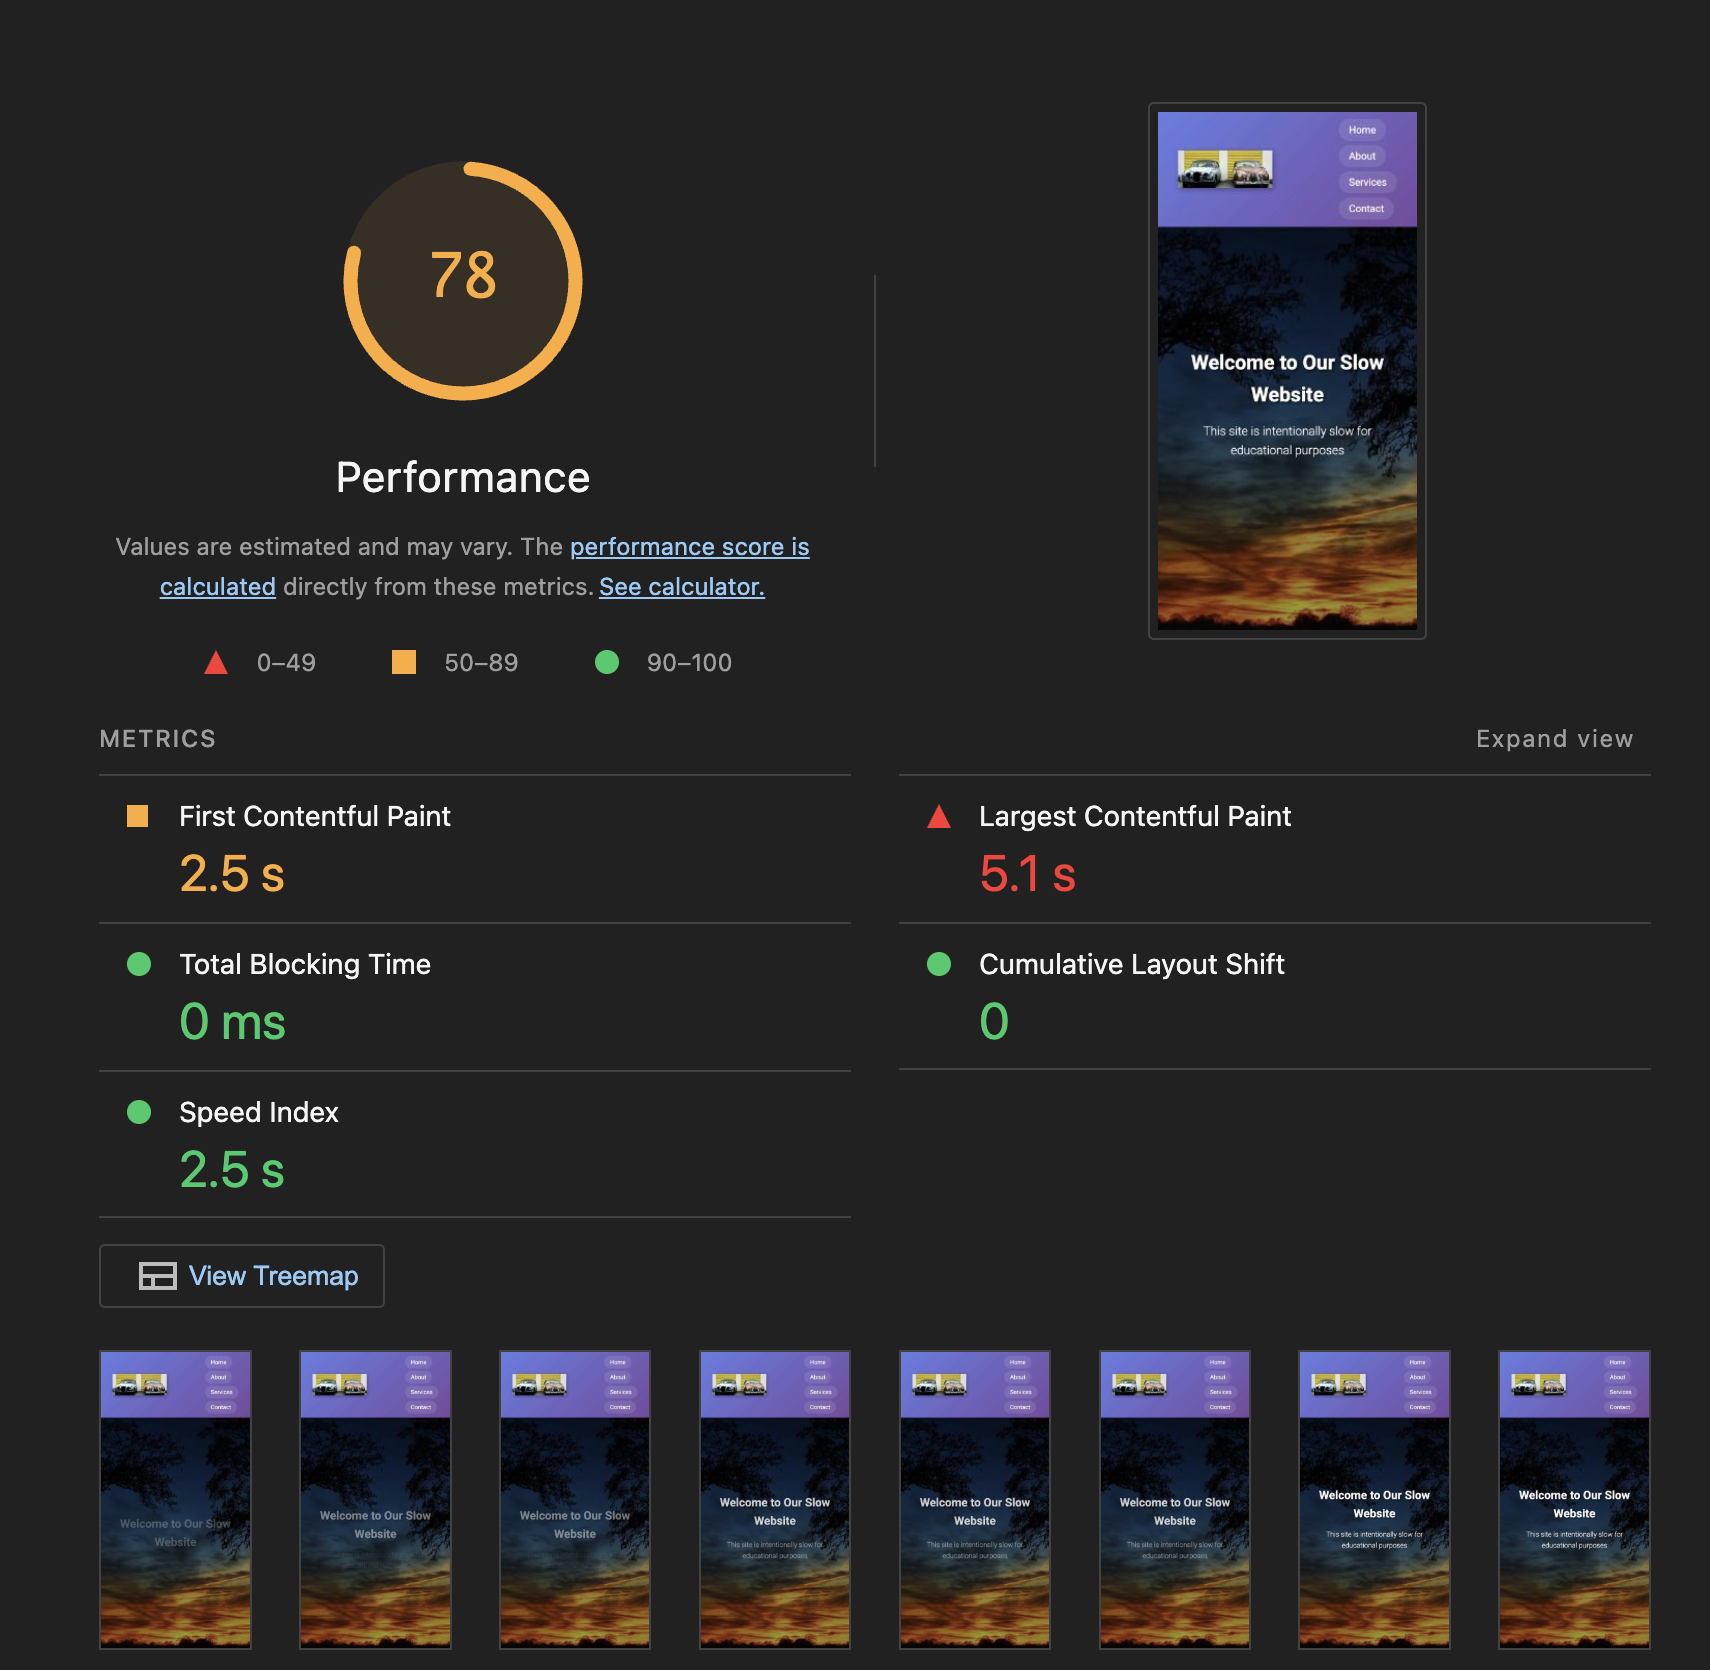 78
Performance
Values are estimated and may vary. The performance score is
calculated directly from these metrics. See calculator.
0–49
50–89
90–100
Home
About
Services
Contact
Welcome to Our Slow
Website
This site is intentionally slow for
educational purposes
METRICS
Expand view
First Contentful Paint
2.5 s
Largest Contentful Paint
5.1 s
Total Blocking Time
0 ms
Cumulative Layout Shift
0
Speed Index
2.5 s
View Treemap
Home
About
Services
Contact
Welcome to Our Slow
Website
Home
About
Services
Contact
Welcome to Our Slow
Website
Home
About
Services
Contact
Welcome to Our Slow
Website
Home
About
Services
Contact
Welcome to Our Slow
Website
This site is intentionally slow for
educational purposes
Home
About
Services
Contact
Welcome to Our Slow
Website
This site is intentionally slow for
educational purposes
Home
About
Services
Contact
Welcome to Our Slow
Website
This site is intentionally slow for
educational purposes
Home
About
Services
Contact
Welcome to Our Slow
Website
This site is intentionally slow for
educational purposes
Home
About
Services
Contact
Welcome to Our Slow
Website
This site is intentionally slow for
educational purposes